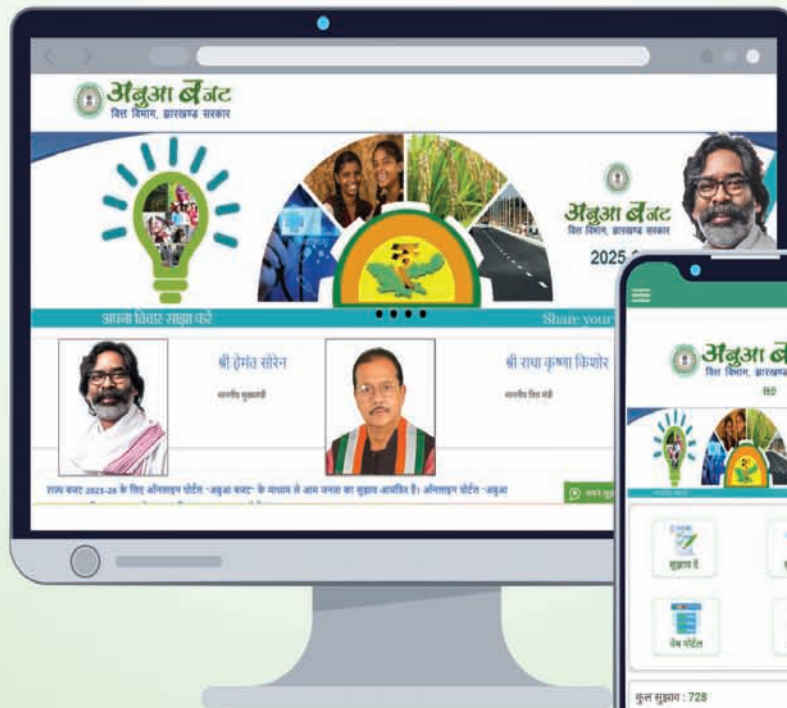 अबुआ बजट
वित्त विभाग, झारखण्ड सरकार
अबुआ बजट
वित्त विभाग, झारखण्ड सरकार
2025
अपना विचार साझा करें
Share your
श्री हेमंत सोरेन
माननीय मुख्यमंत्री
श्री राधा कृष्णा किशोर
माननीय वित्त मंत्री
राज्य बजट 2025-26 के लिए ऑनलाइन पोर्टल "अबुआ बजट" के माध्यम से आम जनता का सुझाव आमंत्रित है। ऑनलाइन पोर्टल "अबुआ
अपने
अबुआ
वित्त विभाग, झारखण्ड
हिंदी
सुझाव दें
वेब पोर्टल
कुल सुझाव : 728